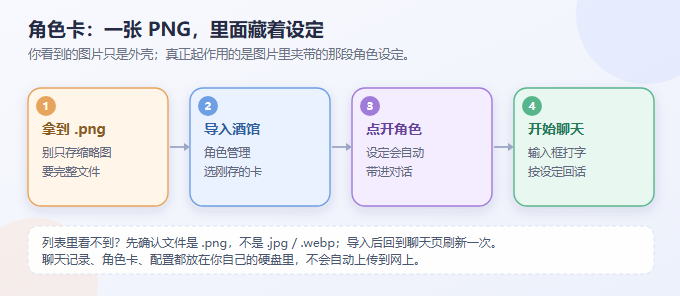 角色卡：一张 PNG，里面藏着设定
你看到的图片只是外壳；真正起作用的是图片里夹带的那段角色设定。
1
拿到 .png
别只存缩略图
要完整文件
2
导入酒馆
角色管理
选刚存的卡
3
点开角色
设定会自动
带进对话
4
开始聊天
输入框打字
按设定回话
列表里看不到？先确认文件是 .png，不是 .jpg / .webp；导入后回到聊天页刷新一次。
聊天记录、角色卡、配置都放在你自己的硬盘里，不会自动上传到网上。